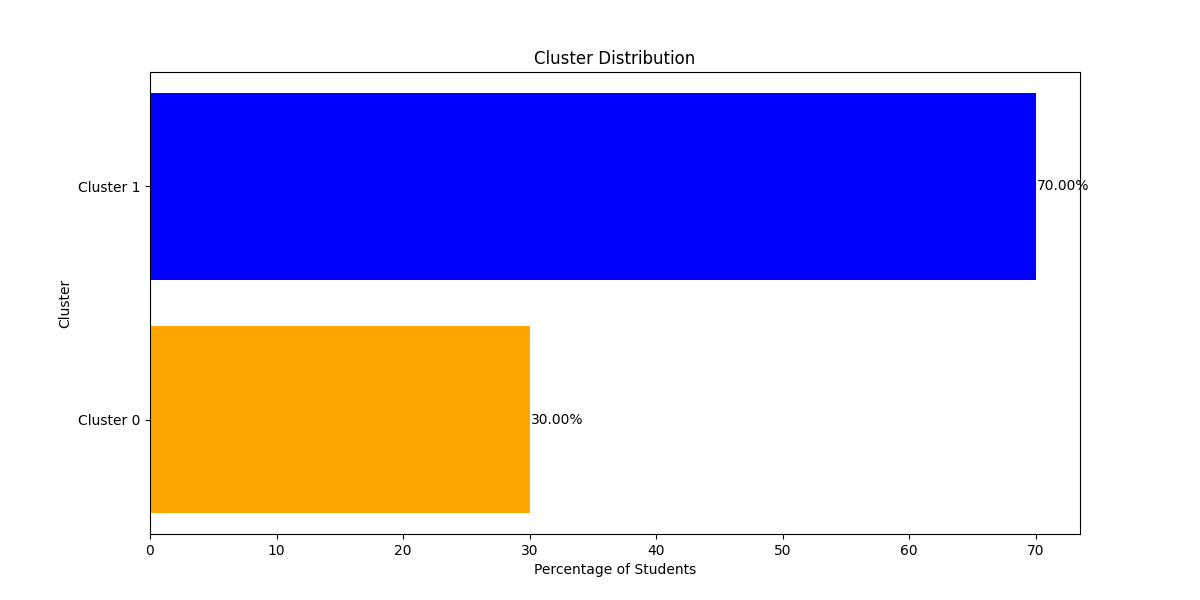 Cluster Distribution
Cluster 1
70.00%
Cluster
Cluster 0
30.00%
0 10 20 30 40 50 60 70
Percentage of Students